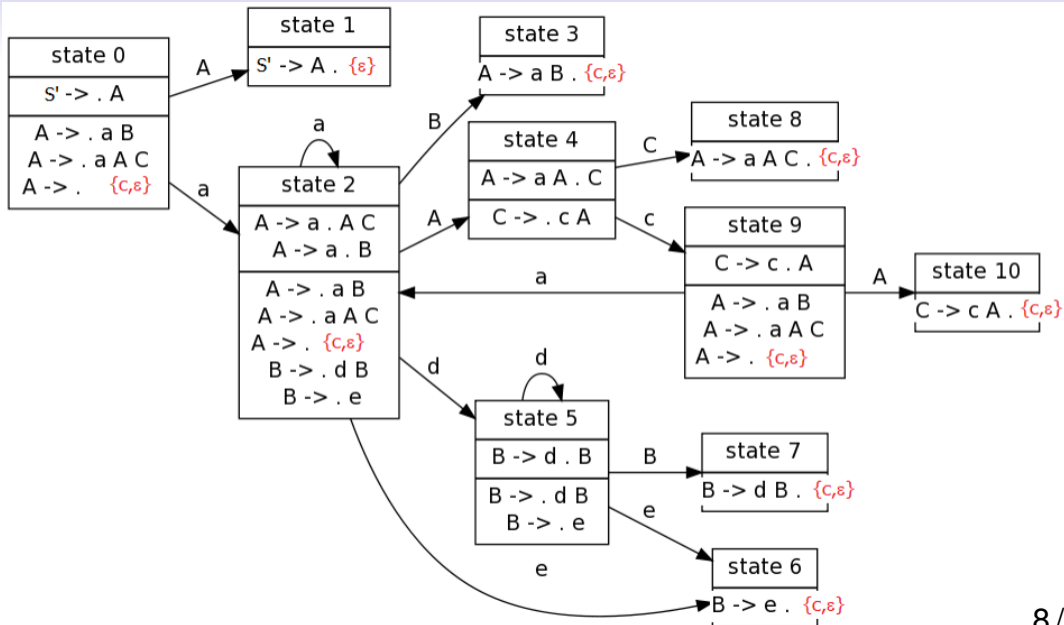 state 0
S' -> . A
A -> . a B
A -> . a A C
A -> . {c,ε}
A
a
state 1
S' -> A . {ε}
a
state 2
A -> a . A C
A -> a . B
A -> . a B
A -> . a A C
A -> . {c,ε}
B -> . d B
B -> . e
B
A
d
e
state 3
A -> a B . {c,ε}
state 4
A -> a A . C
C -> . c A
C
c
state 8
A -> a A C . {c,ε}
state 9
C -> c . A
A -> . a B
A -> . a A C
A -> . {c,ε}
a
A
state 10
C -> c A . {c,ε}
d
state 5
B -> d . B
B -> . d B
B -> . e
B
e
state 7
B -> d B . {c,ε}
state 6
B -> e . {c,ε}
8/